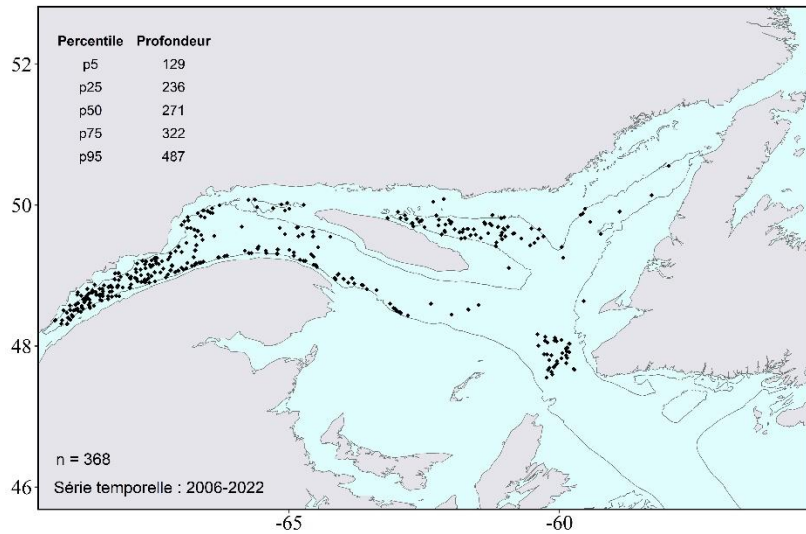 Percentile Profondeur
p5 129
p25 236
p50 271
p75 322
p95 487
52
50
48
46
n = 368
Série temporelle : 2006-2022
-65 -60